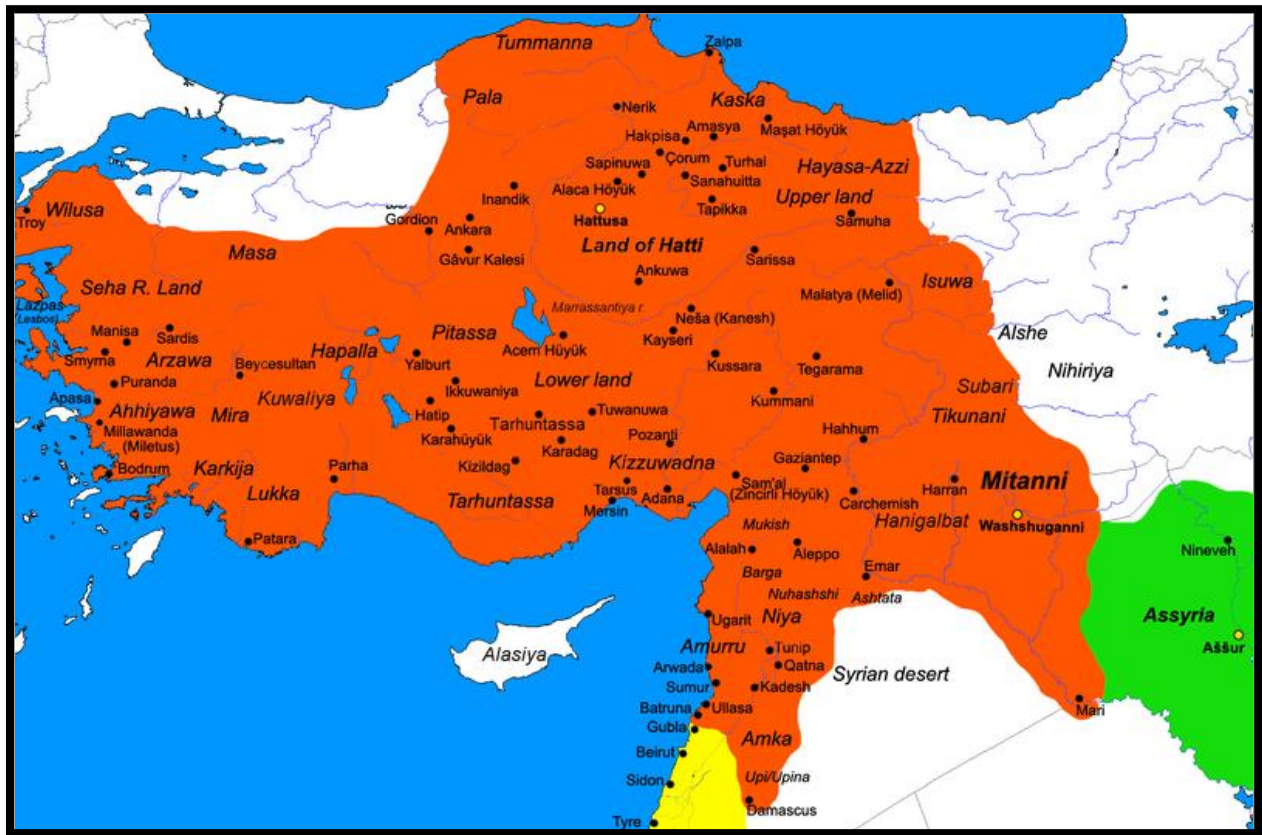 Tummanna
Zalpa
Pala
Nerik
Kaska
Maşat Höyük
Amasya
Hakpisa
Çorum
Sapinuwa
Turhal
Hayasa-Azzi
Alaca Höyük
Sanahuitta
Inandik
Upper land
Tapikka
Hattusa
Samuha
Wilusa
Troy
Gordion
Ankara
Masa
Gâvur Kalesi
Land of Hatti
Sarissa
Ankuwa
Isuwa
Malatya (Melid)
Seha R. Land
Lazpas
(Lesbos)
Marrassantiya r.
Neša (Kanesh)
Manisa
Sardis
Pitassa
Acem Hüyük
Kayseri
Alshe
Smyrna
Arzawa
Hapalla
Yalburt
Kussara
Tegarama
Nihiriya
Beycesultan
Puranda
Ikkuwaniya
Lower land
Kummani
Subari
Apasa
Kuwaliya
Ahhiyawa
Mira
Hatip
Tuwanuwa
Tikunani
Millawanda
(Miletus)
Karahüyük
Tarhuntassa
Karadag
Pozanti
Hahhum
Bodrum
Karkija
Parha
Kizildag
Kizzuwadna
Gaziantep
Mitanni
Lukka
Tarhuntassa
Tarsus
Adana
Sam'al
(Zincirli Höyük)
Carchemish
Harran
Mersin
Hanigalbat
Washshuganni
Patara
Mukish
Alalah
Aleppo
Nineveh
Barga
Emar
Nuhashshi
Ashtata
Ugarit
Niya
Assyria
Alasiya
Amurru
Tunip
Aššur
Arwada
Qatna
Syrian desert
Sumur
Kadesh
Mari
Ullasa
Batruna
Gubla
Amka
Beirut
Sidon
Upi/Upina
Damascus
Tyre